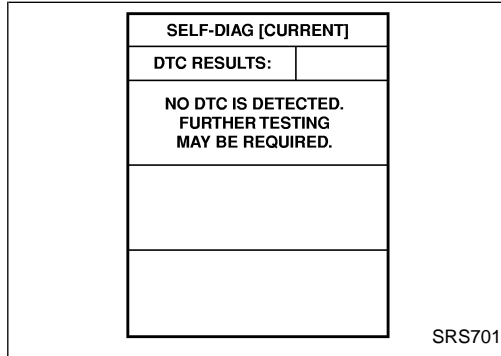 SELF-DIAG [CURRENT]
DTC RESULTS:
NO DTC IS DETECTED.
FURTHER TESTING
MAY BE REQUIRED.
SRS701